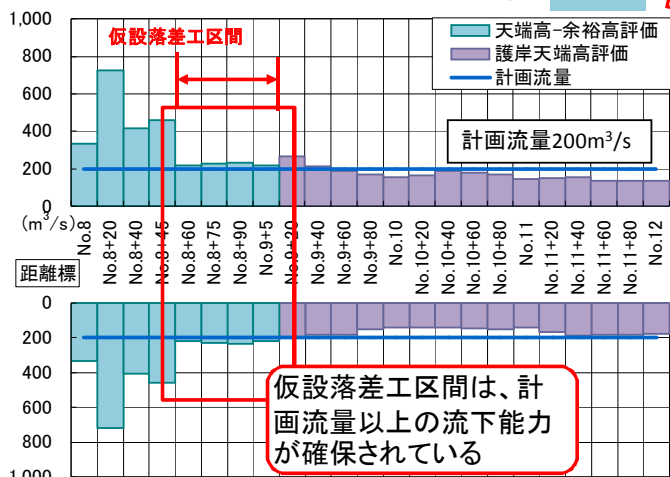 1,000
800
600
400
200
0
(m³/s)
仮設落差工区間
天端高-余裕高評価
護岸天端高評価
計画流量
計画流量200m³/s
No.8
No.8+20
No.8+40
No.8+45
No.8+60
No.8+75
No.8+90
No.9+5
No.9+20
No.9+40
No.9+60
No.9+80
No.10
No.10+20
No.10+40
No.10+60
No.10+80
No.11
No.11+20
No.11+40
No.11+60
No.11+80
No.12
距離標
0
200
400
600
800
1,000
仮設落差工区間は、計
画流量以上の流下能力
が確保されている